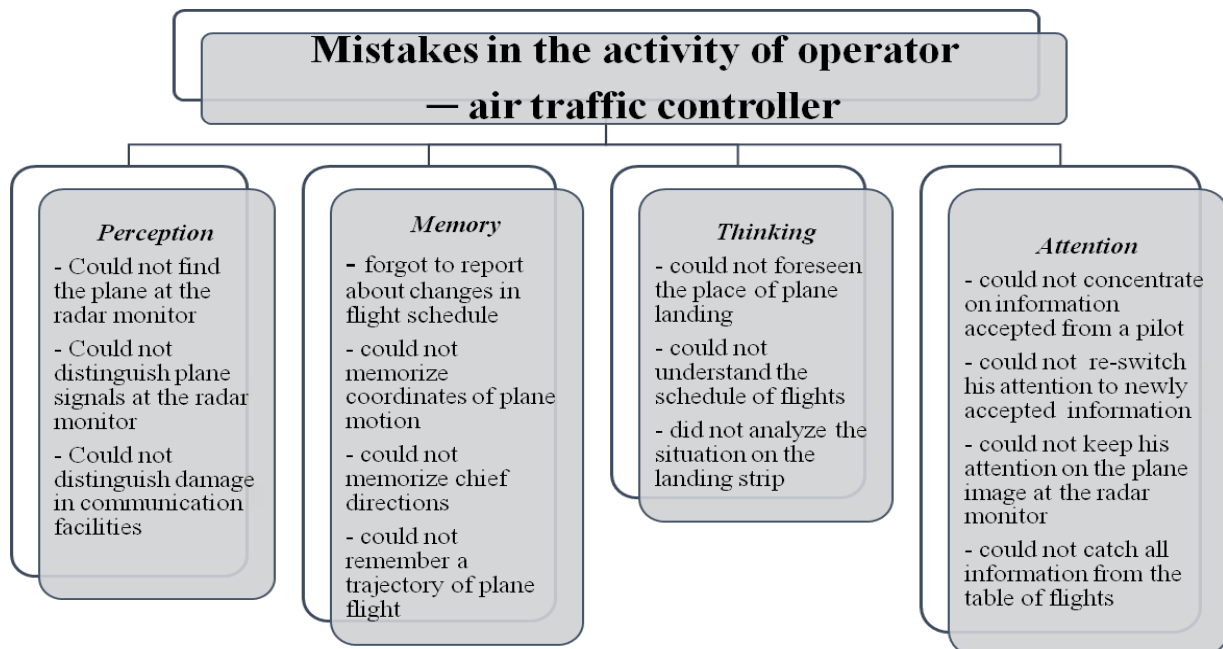 Mistakes in the activity of operator
— air traffic controller
Perception
- Could not find
the plane at the
radar monitor
- Could not
distinguish plane
signals at the radar
monitor
- Could not
distinguish damage
in communication
facilities
Memory
- forgot to report
about changes in
flight schedule
- could not
memorize
coordinates of plane
motion
- could not
memorize chief
directions
- could not
remember a
trajectory of plane
flight
Thinking
- could not foreseen
the place of plane
landing
- could not
understand the
schedule of flights
- did not analyze the
situation on the
landing strip
Attention
- could not concentrate
on information
accepted from a pilot
- could not re-switch
his attention to newly
accepted information
- could not keep his
attention on the plane
image at the radar
monitor
- could not catch all
information from the
table of flights